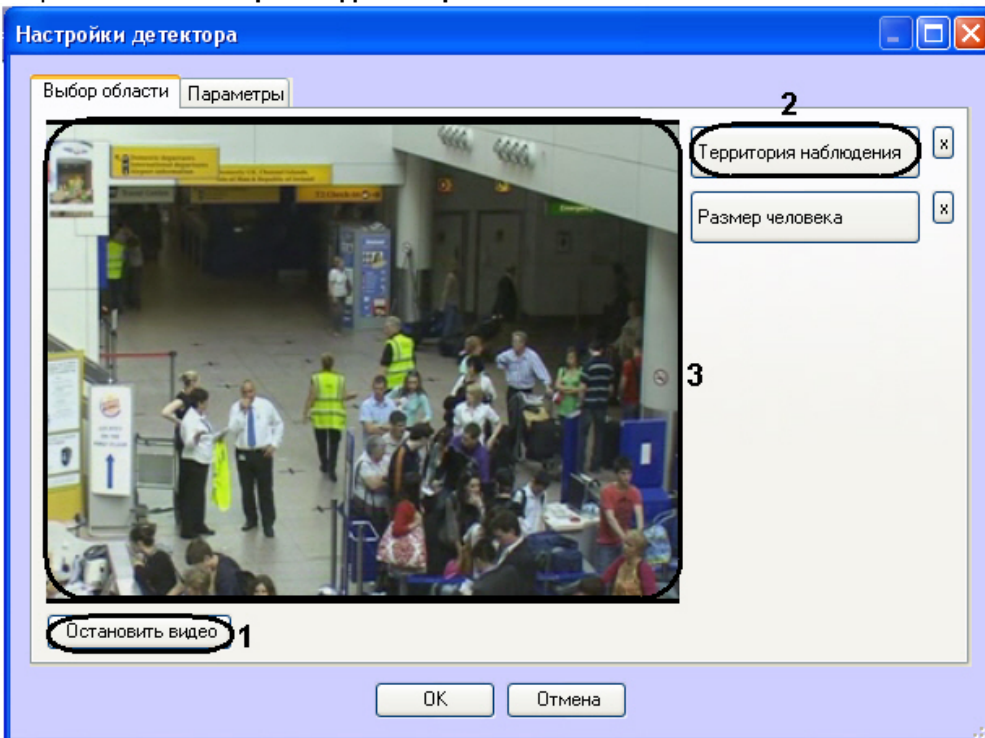 Настройки детектора
Выбор области
Параметры
2
Территория наблюдения
x
Размер человека
x
3
Остановить видео
1
OK
Отмена